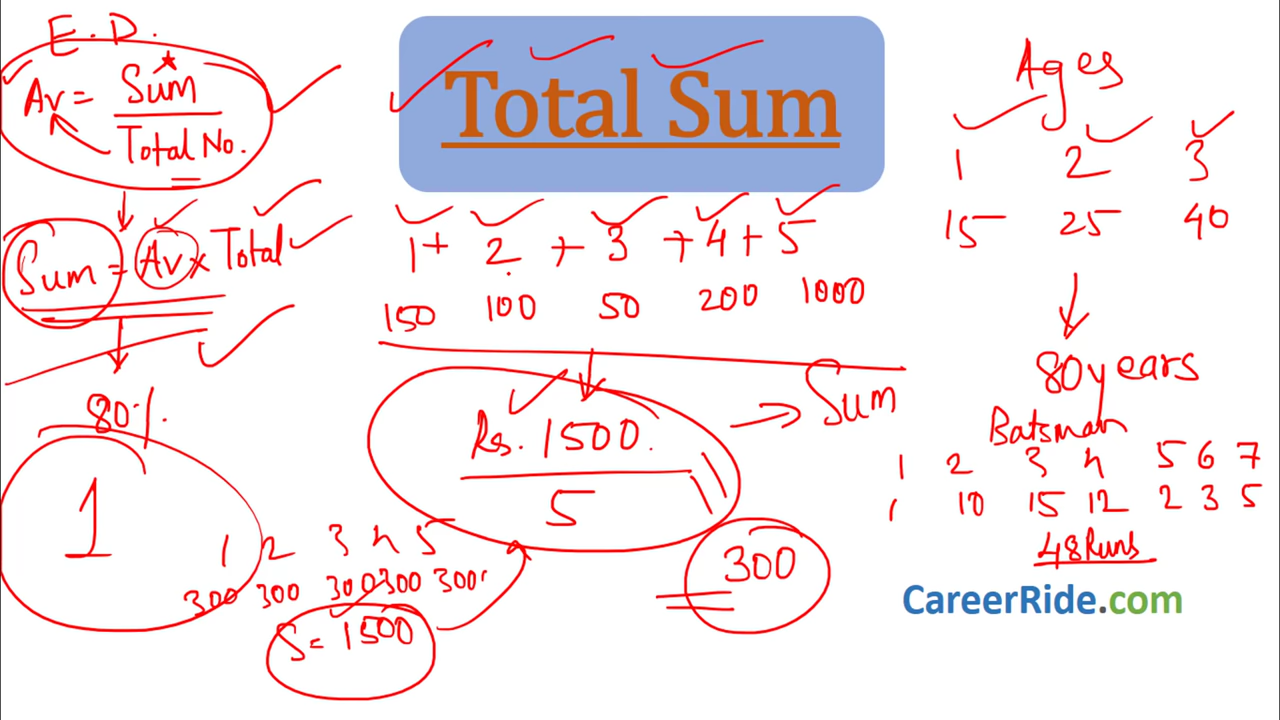 E.D.
Av = Sum
Total No.
Sum = Av x Total
80%
1
Total Sum
1 + 2 + 3 + 4 + 5
150 100 50 200 1000
Rs. 1500.
5
→ Sum
300
1 2 3 4 5
300 300 300 300 300
S = 1500
Ages
1 2 3
15 25 40
80 years
Batsman
1 2 3 4 5 6 7
1 10 15 12 2 3 5
48 Runs
CareerRide.com